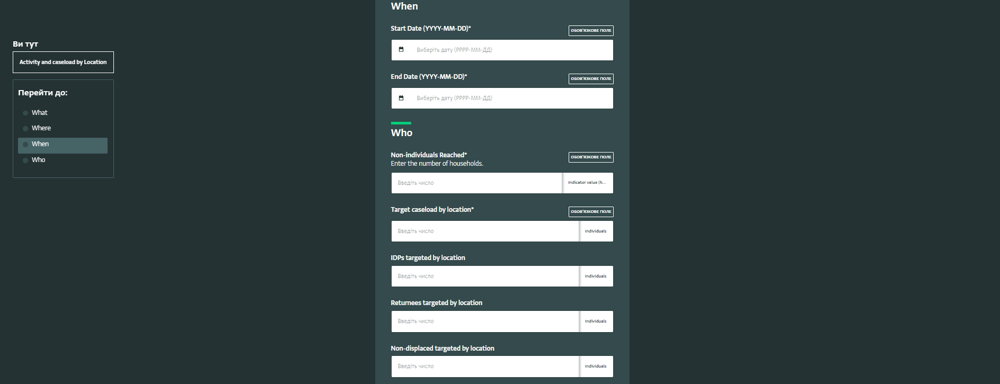 Ви тут
Activity and caseload by Location
Перейти до:
What
Where
When
Who
When
Start Date (YYYY-MM-DD)*
ОБОВ'ЯЗКОВЕ ПОЛЕ
Виберіть дату (РРРР-ММ-ДД)
End Date (YYYY-MM-DD)*
ОБОВ'ЯЗКОВЕ ПОЛЕ
Виберіть дату (РРРР-ММ-ДД)
Who
Non-individuals Reached*
ОБОВ'ЯЗКОВЕ ПОЛЕ
Enter the number of households.
Введіть число
Indicator value (h...
Target caseload by location*
ОБОВ'ЯЗКОВЕ ПОЛЕ
Введіть число
Individuals
IDPs targeted by location
Введіть число
Individuals
Returnees targeted by location
Введіть число
Individuals
Non-displaced targeted by location
Введіть число
Individuals